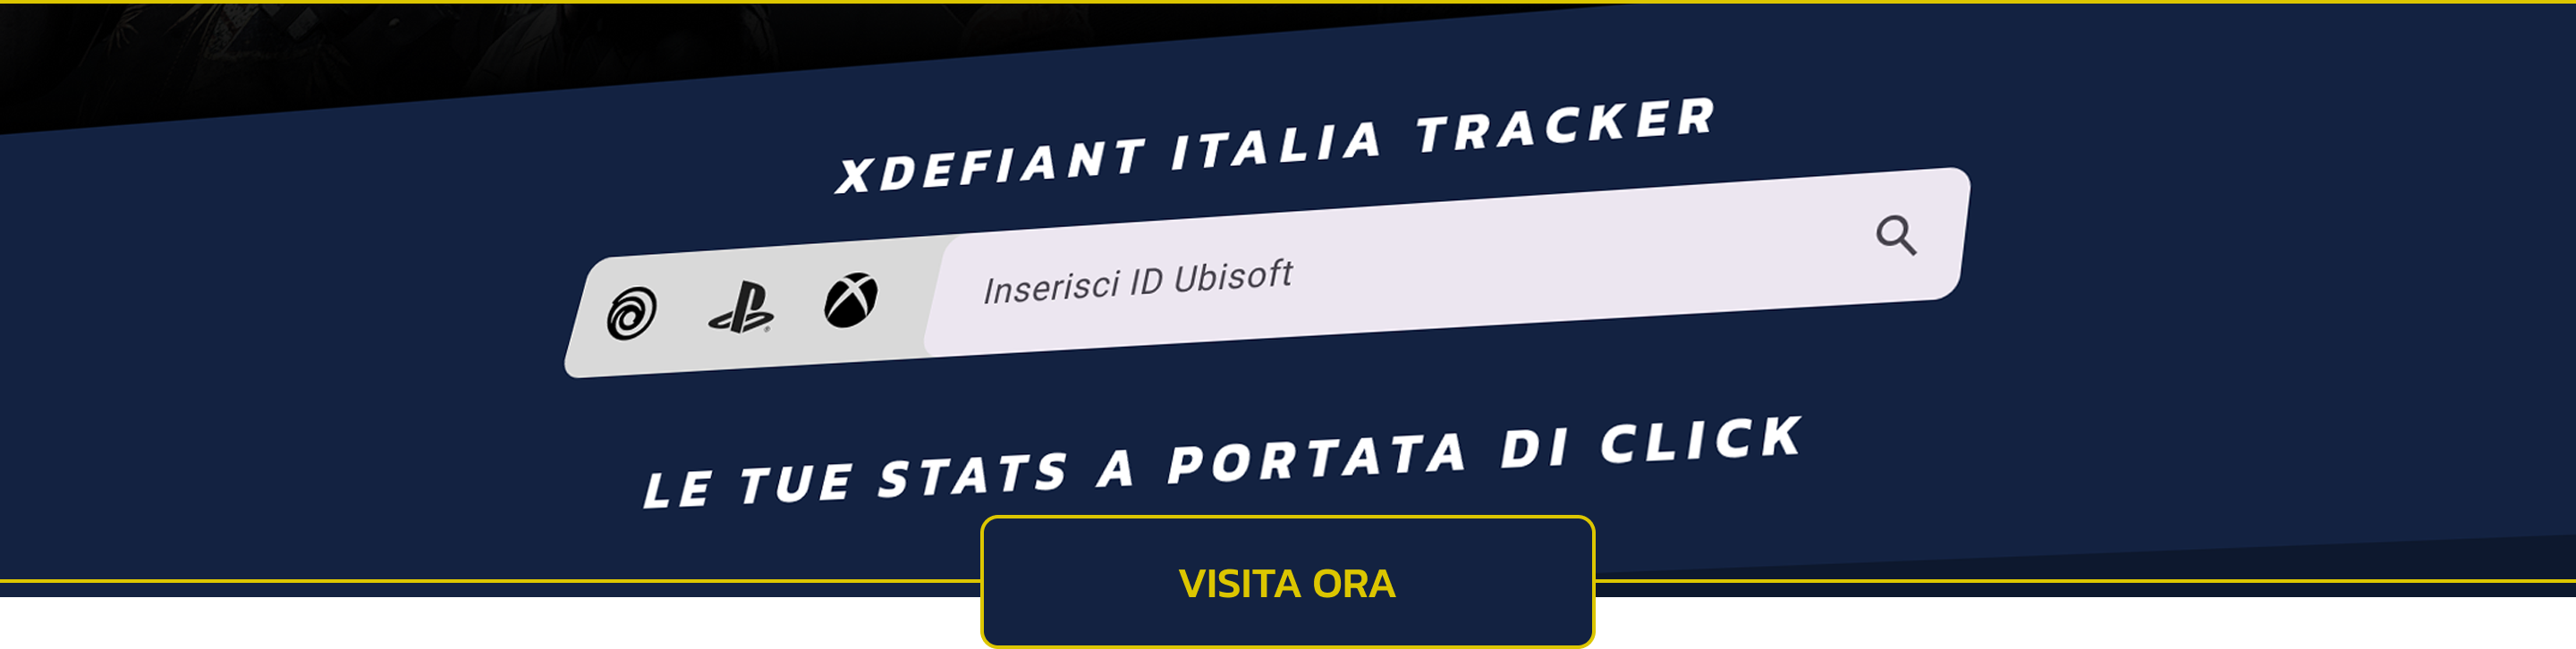 XDEFIANT ITALIA TRACKER
Inserisci ID Ubisoft
LE TUE STATS A PORTATA DI CLICK
VISITA ORA